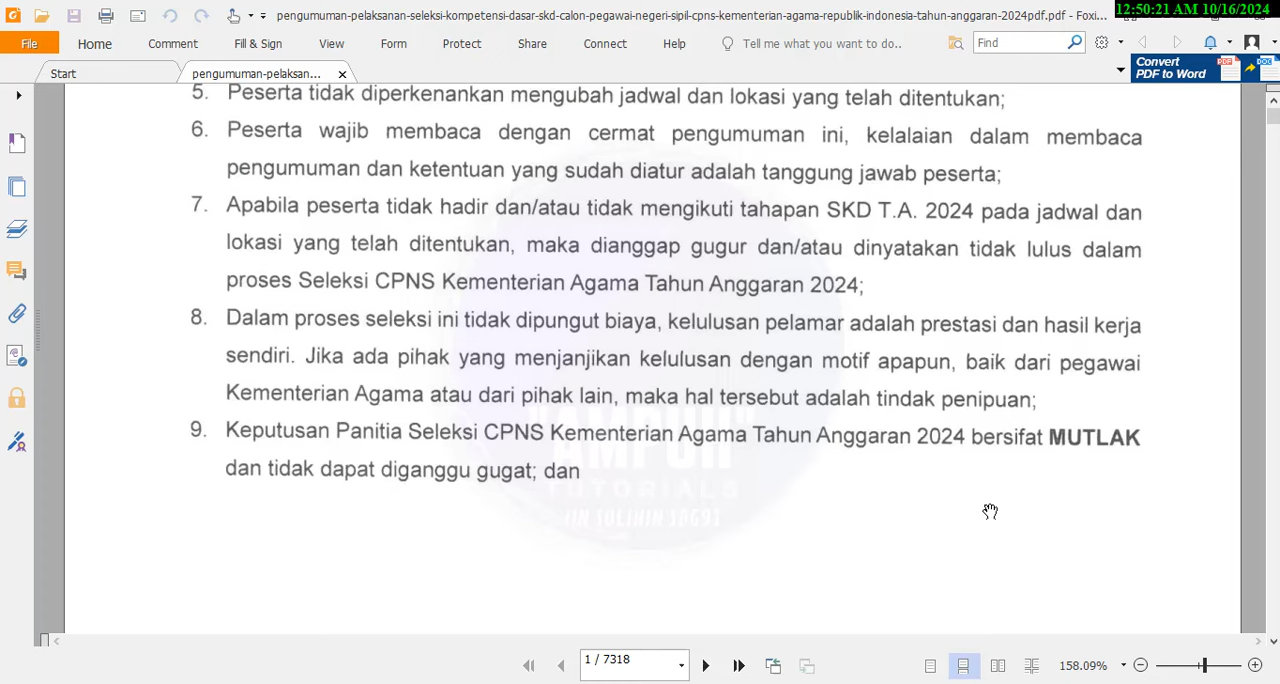 pengumuman-pelaksanan-seleksi-kompentensi-dasar-skd-calon-pegawai-negeri-sipil-cpns-kementerian-agama-republik-indonesia-tahun-anggaran-2024pdf.pdf - Foxi...
12:50:21 AM 10/16/2024
File Home Comment Fill & Sign View Form Protect Share Connect Help Tell me what you want to do.. Find
Start pengumuman-pelaksan...
Convert
PDF to Word
PDF DOC
5. Peserta tidak diperkenankan mengubah jadwal dan lokasi yang telah ditentukan;
6. Peserta wajib membaca dengan cermat pengumuman ini, kelalaian dalam membaca
pengumuman dan ketentuan yang sudah diatur adalah tanggung jawab peserta;
7. Apabila peserta tidak hadir dan/atau tidak mengikuti tahapan SKD T.A. 2024 pada jadwal dan
lokasi yang telah ditentukan, maka dianggap gugur dan/atau dinyatakan tidak lulus dalam
proses Seleksi CPNS Kementerian Agama Tahun Anggaran 2024;
8. Dalam proses seleksi ini tidak dipungut biaya, kelulusan pelamar adalah prestasi dan hasil kerja
sendiri. Jika ada pihak yang menjanjikan kelulusan dengan motif apapun, baik dari pegawai
Kementerian Agama atau dari pihak lain, maka hal tersebut adalah tindak penipuan;
9. Keputusan Panitia Seleksi CPNS Kementerian Agama Tahun Anggaran 2024 bersifat MUTLAK
dan tidak dapat diganggu gugat; dan
"AMPUH"
TUTORIALS
IIN SOLIHIN
1 / 7318
158.09%